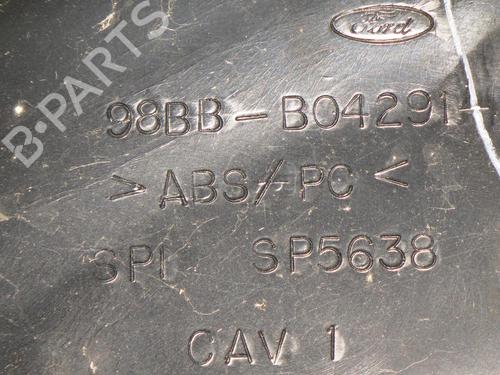 Ford
98BB-B04291-
>ABS/PC<
SPI SP5638
CAV 1
B-PARTS